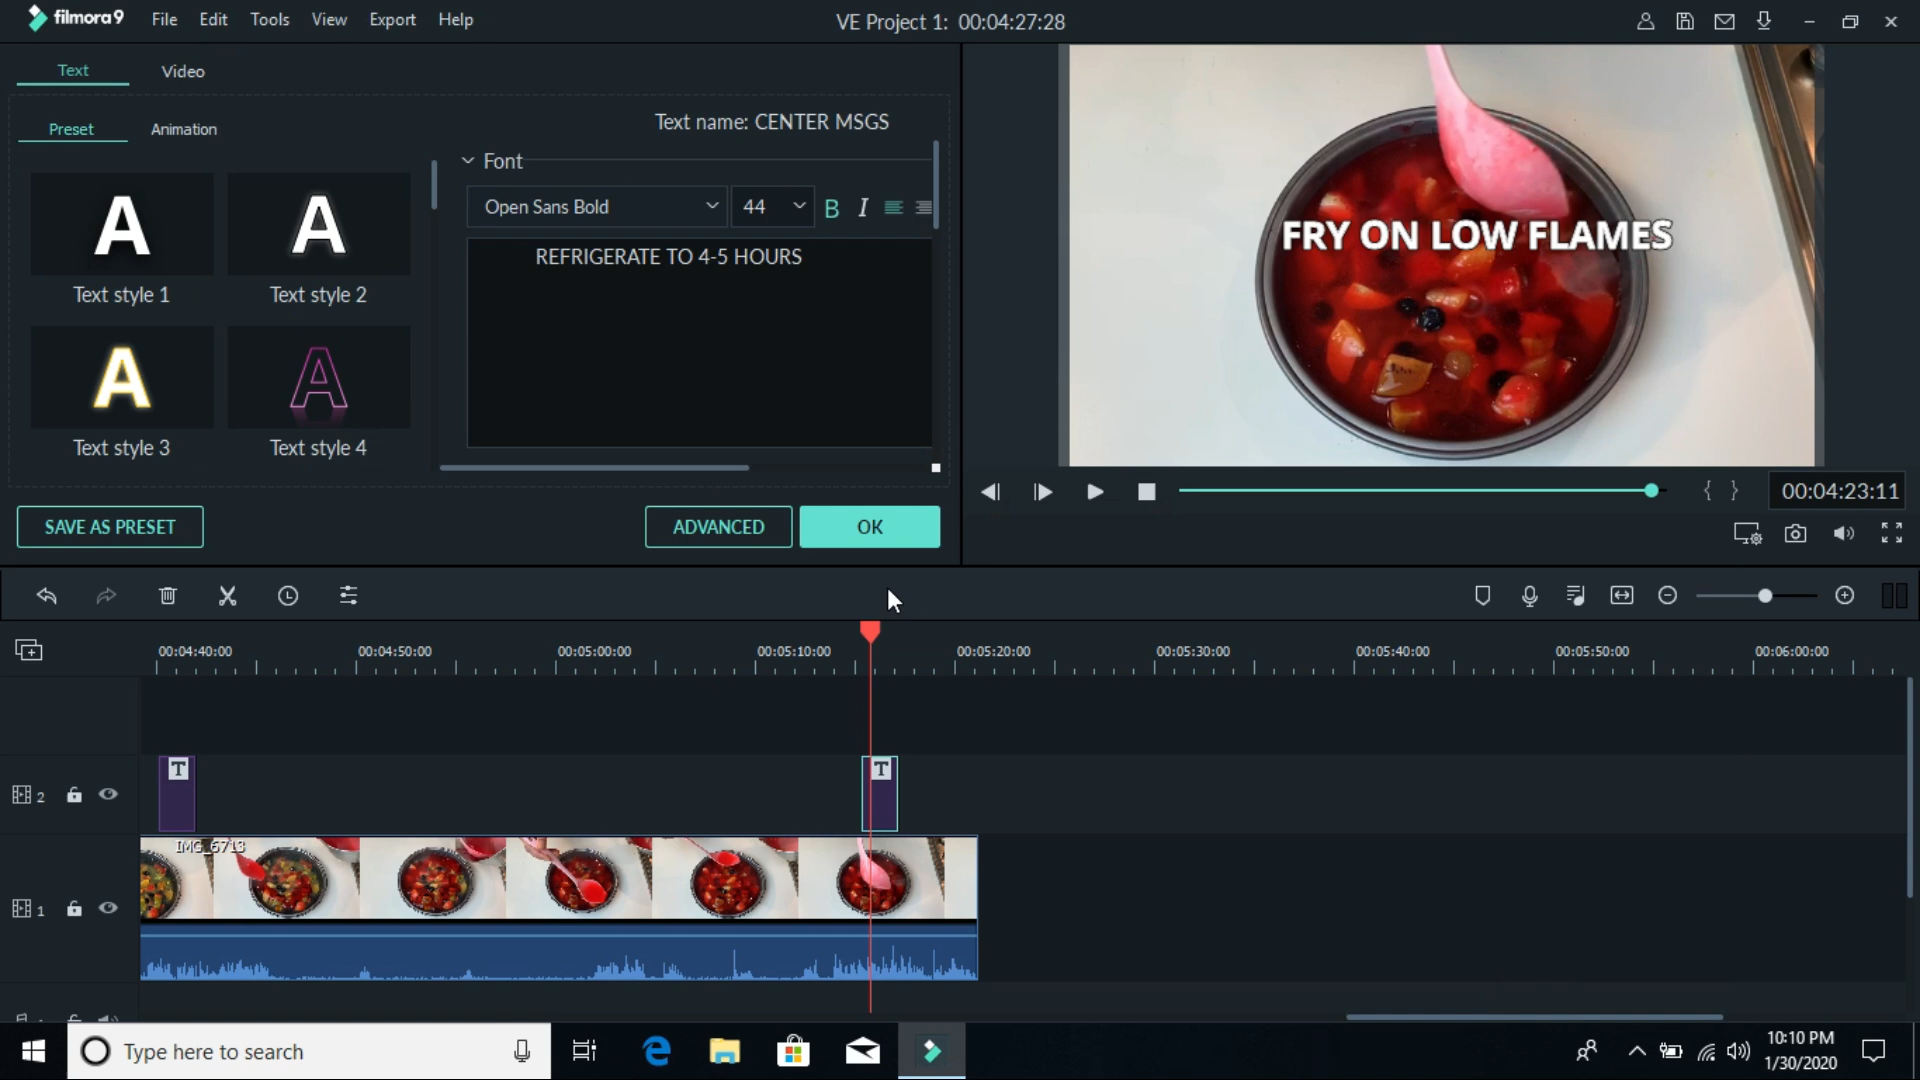 filmora9 File Edit Tools View Export Help VE Project 1: 00:04:27:28
Text Video
Preset Animation
Text name: CENTER MSGS
Font
Open Sans Bold 44 B I
REFRIGERATE TO 4-5 HOURS
A A
Text style 1 Text style 2
A A
Text style 3 Text style 4
SAVE AS PRESET ADVANCED OK
FRY ON LOW FLAMES
{ } 00:04:23:11
00:04:40:00 00:04:50:00 00:05:00:00 00:05:10:00 00:05:20:00 00:05:30:00 00:05:40:00 00:05:50:00 00:06:00:00
2 T T
IMG_6713
1
Type here to search
10:10 PM
1/30/2020